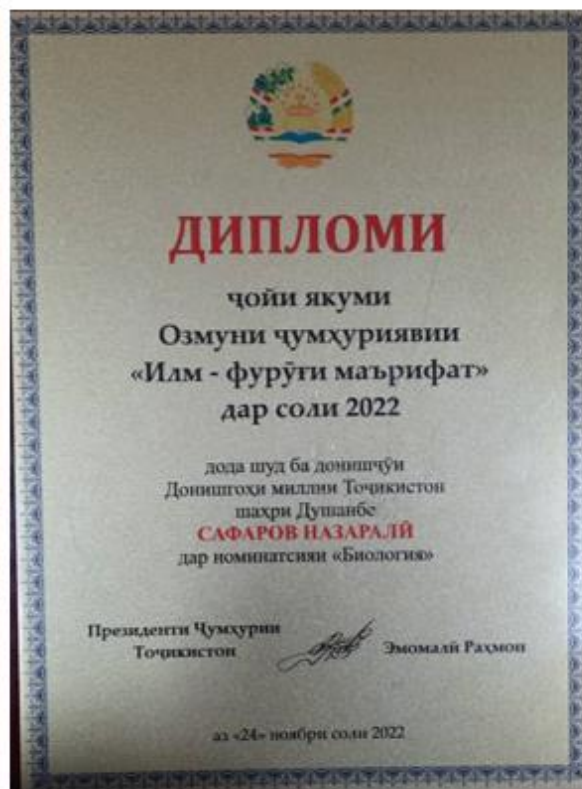 ДИПЛОМИ
ҷойи якуми
Озмуни ҷумҳуриявии
«Илм - фурӯғи маърифат»
дар соли 2022
дода шуд ба донишҷӯи
Донишгоҳи миллии Тоҷикистон
шаҳри Душанбе
САФАРОВ НАЗАРАЛӢ
дар номинатсияи «Биология»
Президенти Ҷумҳурии
Тоҷикистон
Эмомалӣ Раҳмон
аз «24» ноябри соли 2022